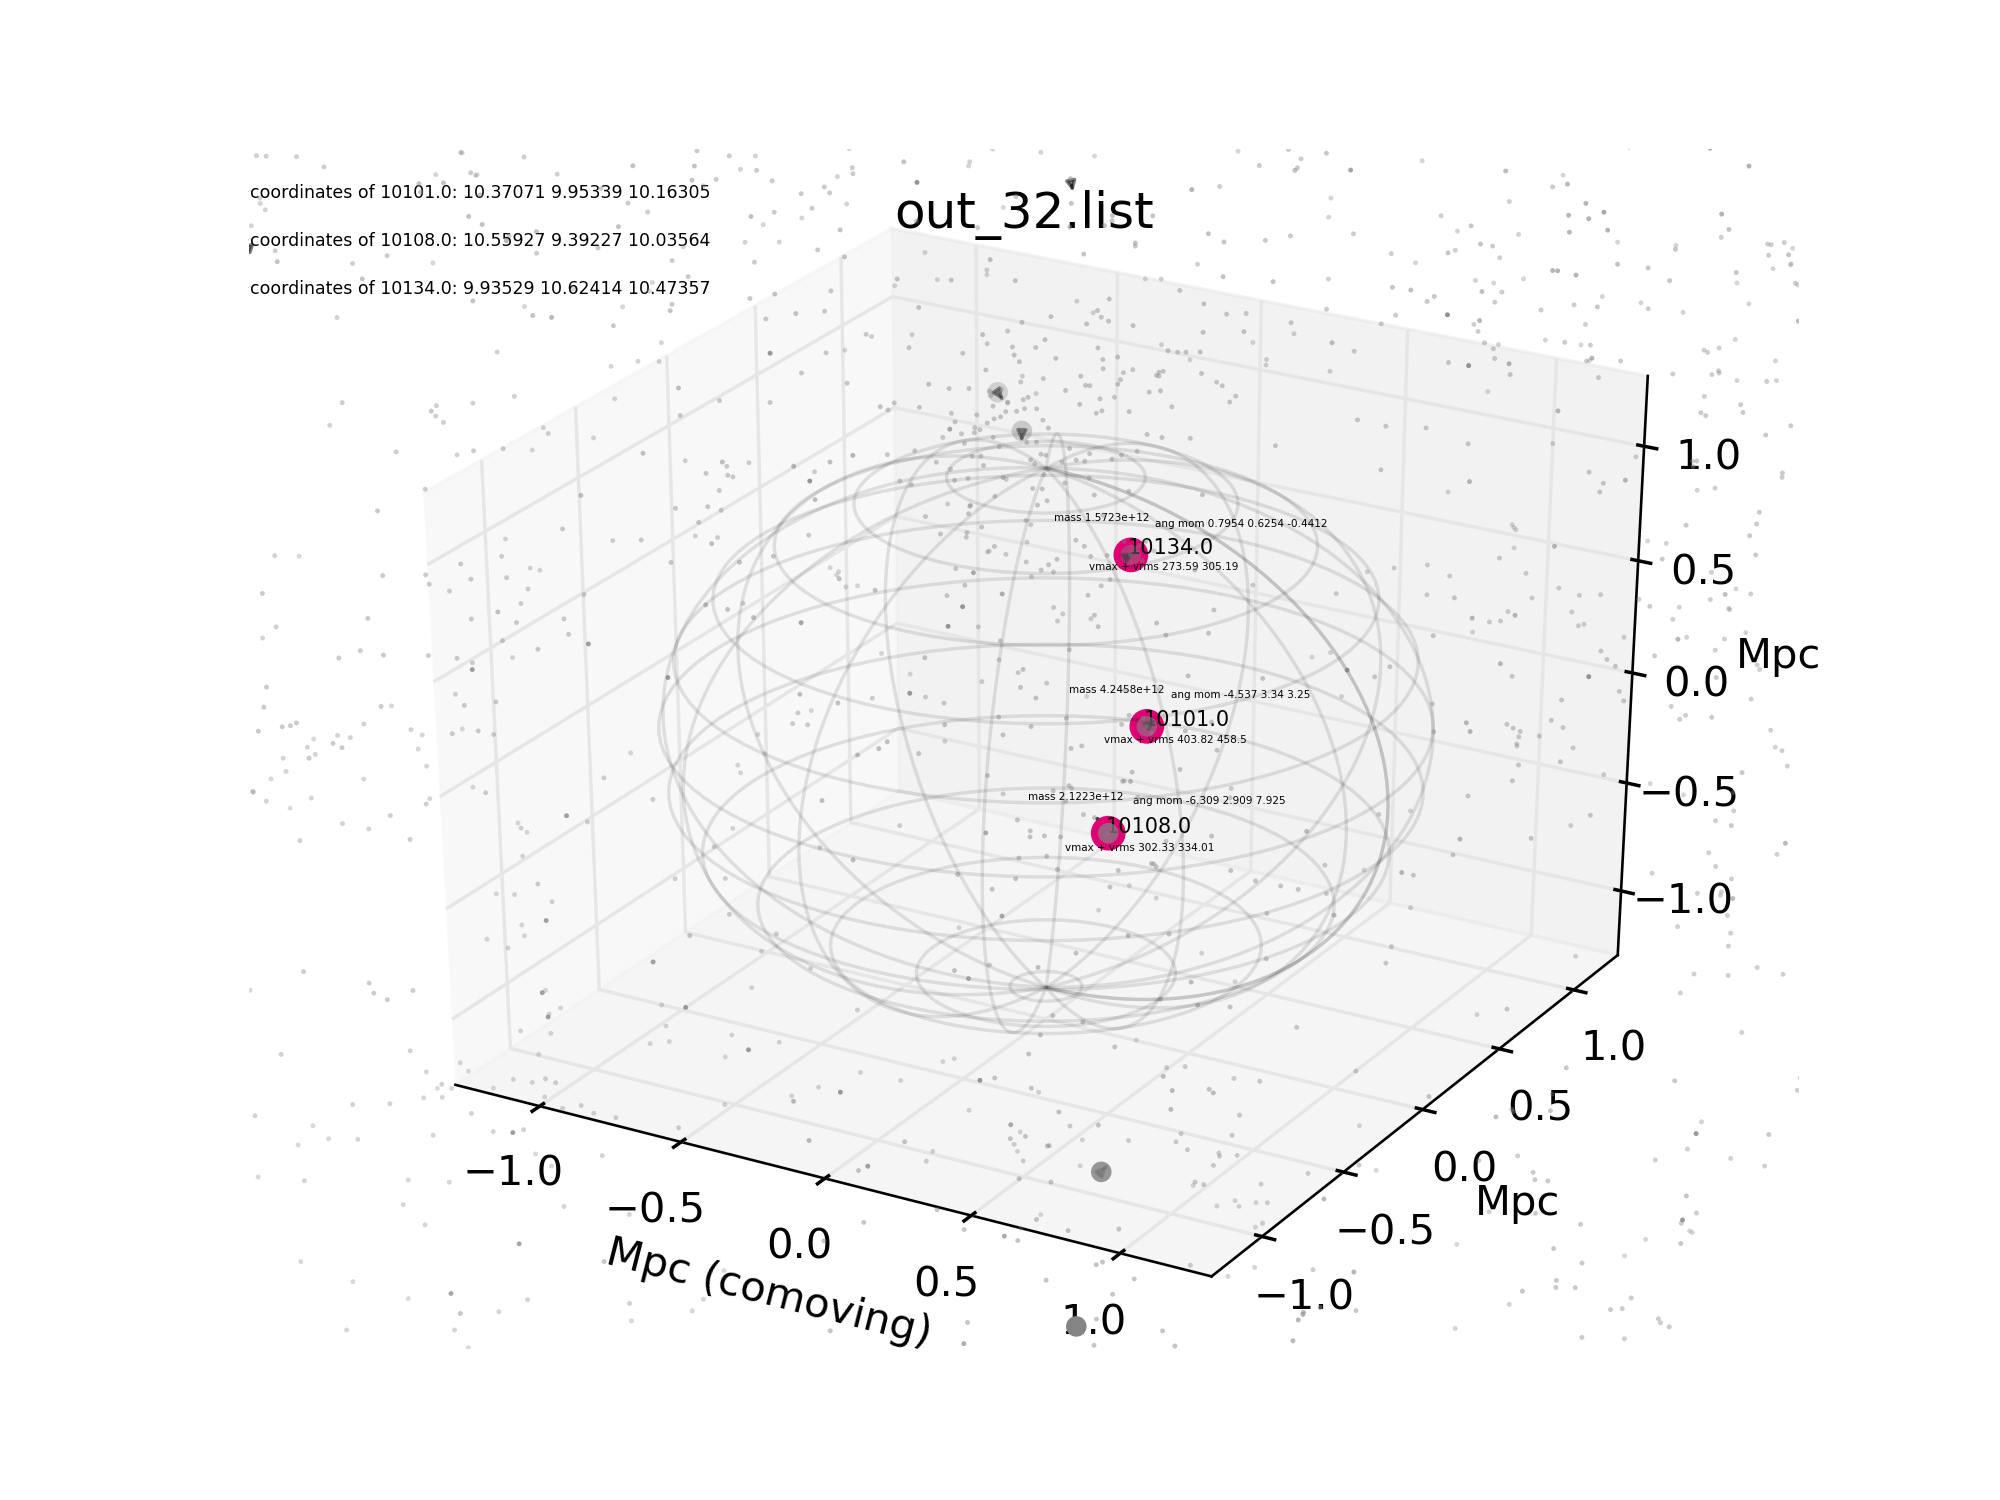 out_32.list
coordinates of 10101.0: 10.37071 9.95339 10.16305
coordinates of 10108.0: 10.55927 9.39227 10.03564
coordinates of 10134.0: 9.93529 10.62414 10.47357
mass 1.5723e+12
ang mom 0.7954 0.6254 -0.4412
10134.0
vmax + vrms 273.59 305.19
mass 4.2458e+12
ang mom -4.537 3.34 3.25
10101.0
vmax + vrms 403.82 458.5
mass 2.1223e+12
ang mom -6.309 2.909 7.925
10108.0
vmax + vrms 302.33 334.01
1.0
0.5
0.0
−0.5
−1.0
Mpc
1.0
0.5
0.0
−0.5
−1.0
Mpc
−1.0
−0.5
0.0
0.5
1.0
Mpc (comoving)